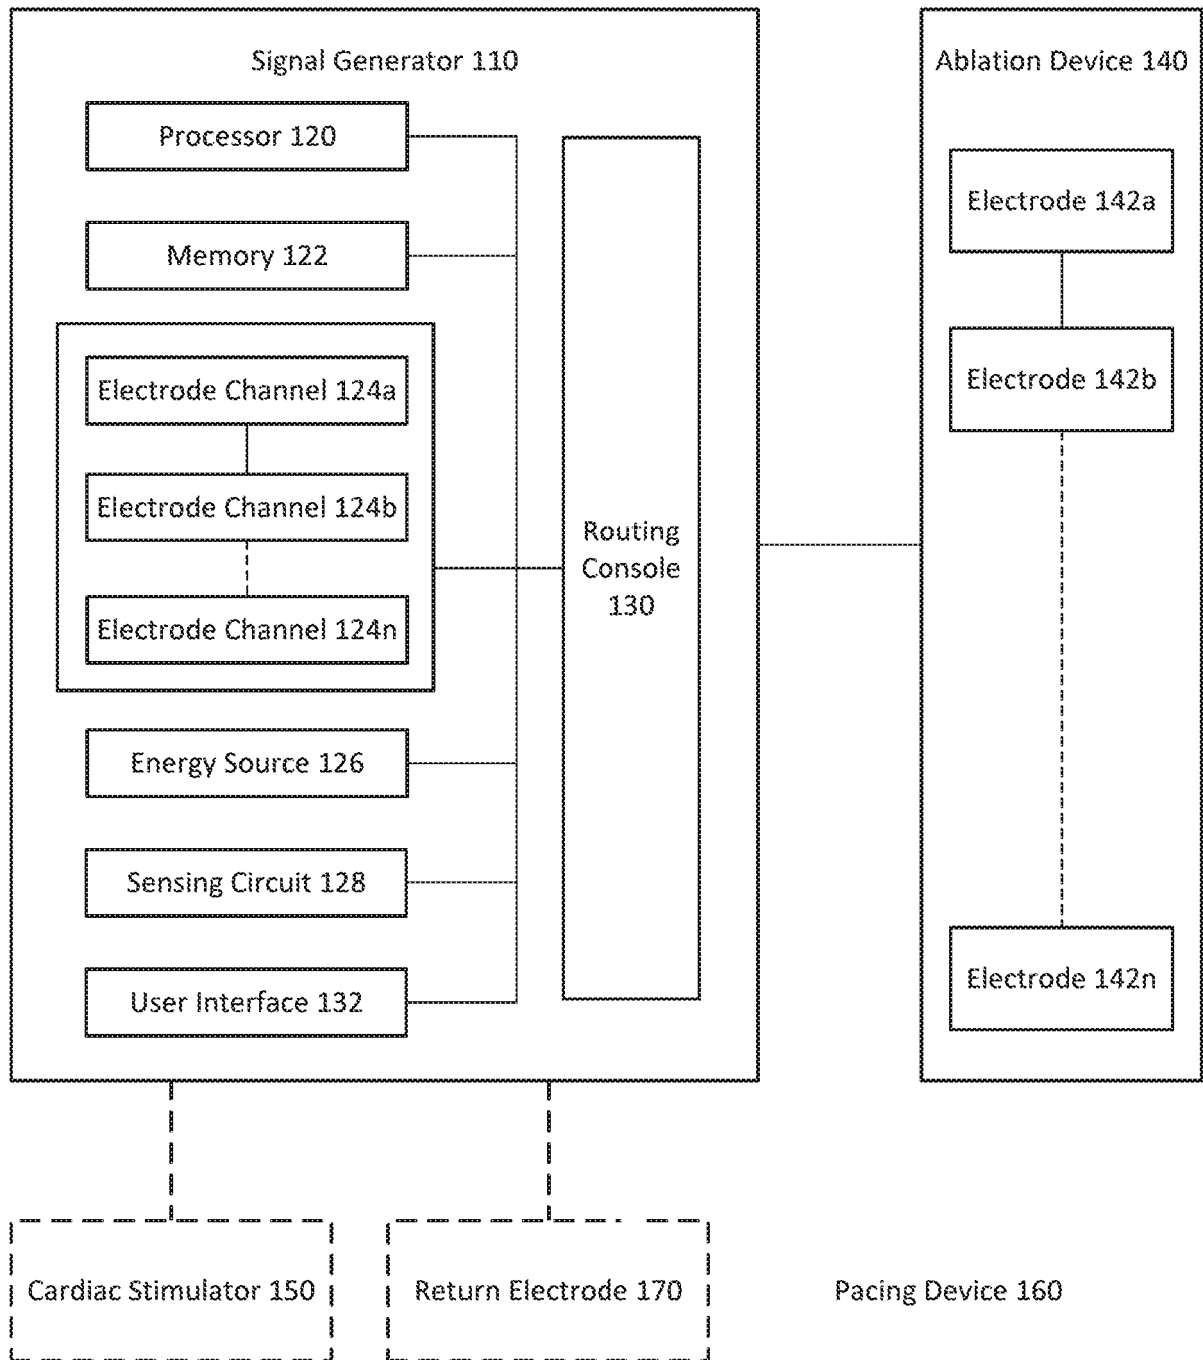 Signal Generator 110
Processor 120
Memory 122
Electrode Channel 124a
Electrode Channel 124b
Electrode Channel 124n
Energy Source 126
Sensing Circuit 128
User Interface 132
Routing
Console
130
Ablation Device 140
Electrode 142a
Electrode 142b
Electrode 142n
Cardiac Stimulator 150
Return Electrode 170
Pacing Device 160